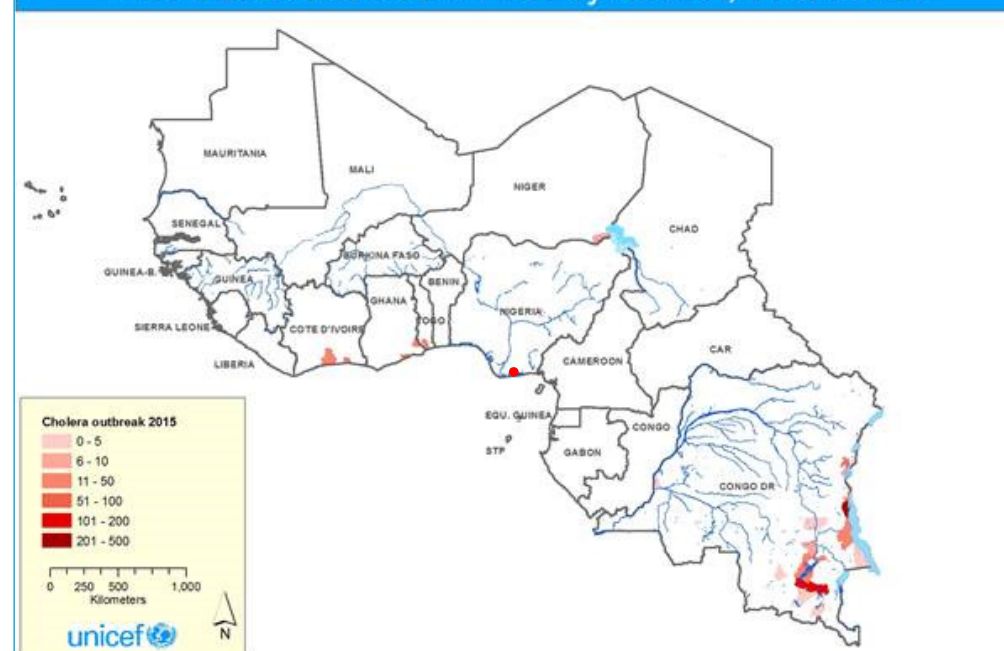 MAURITANIA
MALI
NIGER
CHAD
SENEGAL
BURKINA FASO
GUINEA-B.
GUINEA
BENIN
GHANA
NIGERIA
TOGO
SIERRA LEONE
COTE D'IVOIRE
CAR
LIBERIA
CAMEROON
EQU. GUINEA
CONGO
STP
GABON
CONGO DR
Cholera outbreak 2015
0 - 5
6 - 10
11 - 50
51 - 100
101 - 200
201 - 500
0 250 500 1,000
Kilometers
N
unicef